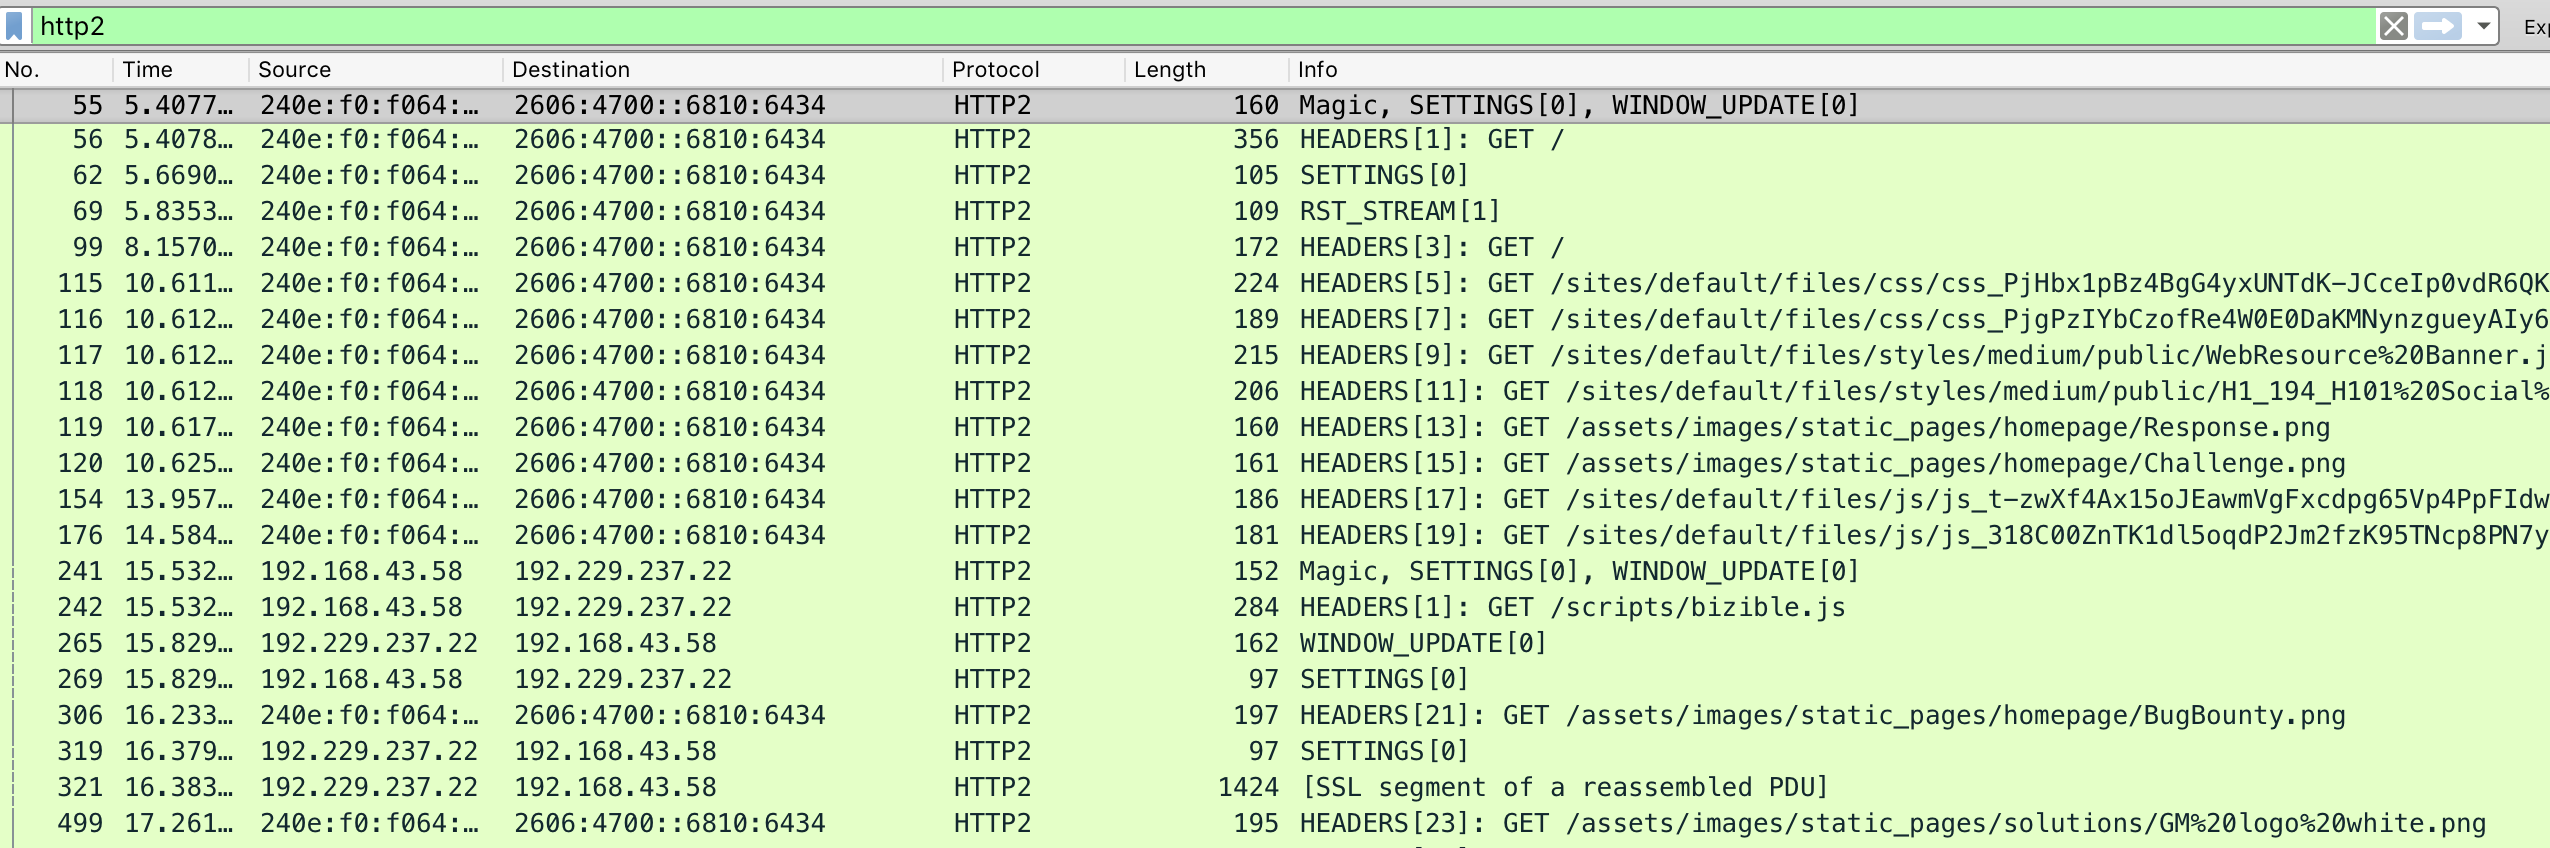 http2
Exp
No. Time Source Destination Protocol Length Info
55 5.4077… 240e:f0:f064:… 2606:4700::6810:6434 HTTP2 160 Magic, SETTINGS[0], WINDOW_UPDATE[0]
56 5.4078… 240e:f0:f064:… 2606:4700::6810:6434 HTTP2 356 HEADERS[1]: GET /
62 5.6690… 240e:f0:f064:… 2606:4700::6810:6434 HTTP2 105 SETTINGS[0]
69 5.8353… 240e:f0:f064:… 2606:4700::6810:6434 HTTP2 109 RST_STREAM[1]
99 8.1570… 240e:f0:f064:… 2606:4700::6810:6434 HTTP2 172 HEADERS[3]: GET /
115 10.611… 240e:f0:f064:… 2606:4700::6810:6434 HTTP2 224 HEADERS[5]: GET /sites/default/files/css/css_PjHbx1pBz4BgG4yxUNTdK-JCceIp0vdR6QK
116 10.612… 240e:f0:f064:… 2606:4700::6810:6434 HTTP2 189 HEADERS[7]: GET /sites/default/files/css/css_PjgPzIYbCzofRe4W0E0DaKMNynzgueyAIy6
117 10.612… 240e:f0:f064:… 2606:4700::6810:6434 HTTP2 215 HEADERS[9]: GET /sites/default/files/styles/medium/public/WebResource%20Banner.j
118 10.612… 240e:f0:f064:… 2606:4700::6810:6434 HTTP2 206 HEADERS[11]: GET /sites/default/files/styles/medium/public/H1_194_H101%20Social%
119 10.617… 240e:f0:f064:… 2606:4700::6810:6434 HTTP2 160 HEADERS[13]: GET /assets/images/static_pages/homepage/Response.png
120 10.625… 240e:f0:f064:… 2606:4700::6810:6434 HTTP2 161 HEADERS[15]: GET /assets/images/static_pages/homepage/Challenge.png
154 13.957… 240e:f0:f064:… 2606:4700::6810:6434 HTTP2 186 HEADERS[17]: GET /sites/default/files/js/js_t-zwXf4Ax15oJEawmVgFxcdpg65Vp4PpFIdw
176 14.584… 240e:f0:f064:… 2606:4700::6810:6434 HTTP2 181 HEADERS[19]: GET /sites/default/files/js/js_318C00ZnTK1dl5oqdP2Jm2fzK95TNcp8PN7y
241 15.532… 192.168.43.58 192.229.237.22 HTTP2 152 Magic, SETTINGS[0], WINDOW_UPDATE[0]
242 15.532… 192.168.43.58 192.229.237.22 HTTP2 284 HEADERS[1]: GET /scripts/bizible.js
265 15.829… 192.229.237.22 192.168.43.58 HTTP2 162 WINDOW_UPDATE[0]
269 15.829… 192.168.43.58 192.229.237.22 HTTP2 97 SETTINGS[0]
306 16.233… 240e:f0:f064:… 2606:4700::6810:6434 HTTP2 197 HEADERS[21]: GET /assets/images/static_pages/homepage/BugBounty.png
319 16.379… 192.229.237.22 192.168.43.58 HTTP2 97 SETTINGS[0]
321 16.383… 192.229.237.22 192.168.43.58 HTTP2 1424 [SSL segment of a reassembled PDU]
499 17.261… 240e:f0:f064:… 2606:4700::6810:6434 HTTP2 195 HEADERS[23]: GET /assets/images/static_pages/solutions/GM%20logo%20white.png